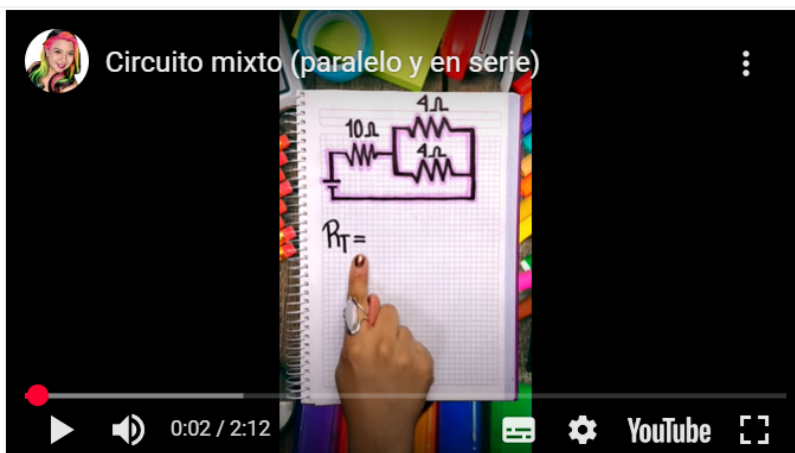 Circuito mixto (paralelo y en serie)
4Ω
10Ω
4Ω
RT=
0:02 / 2:12
YouTube